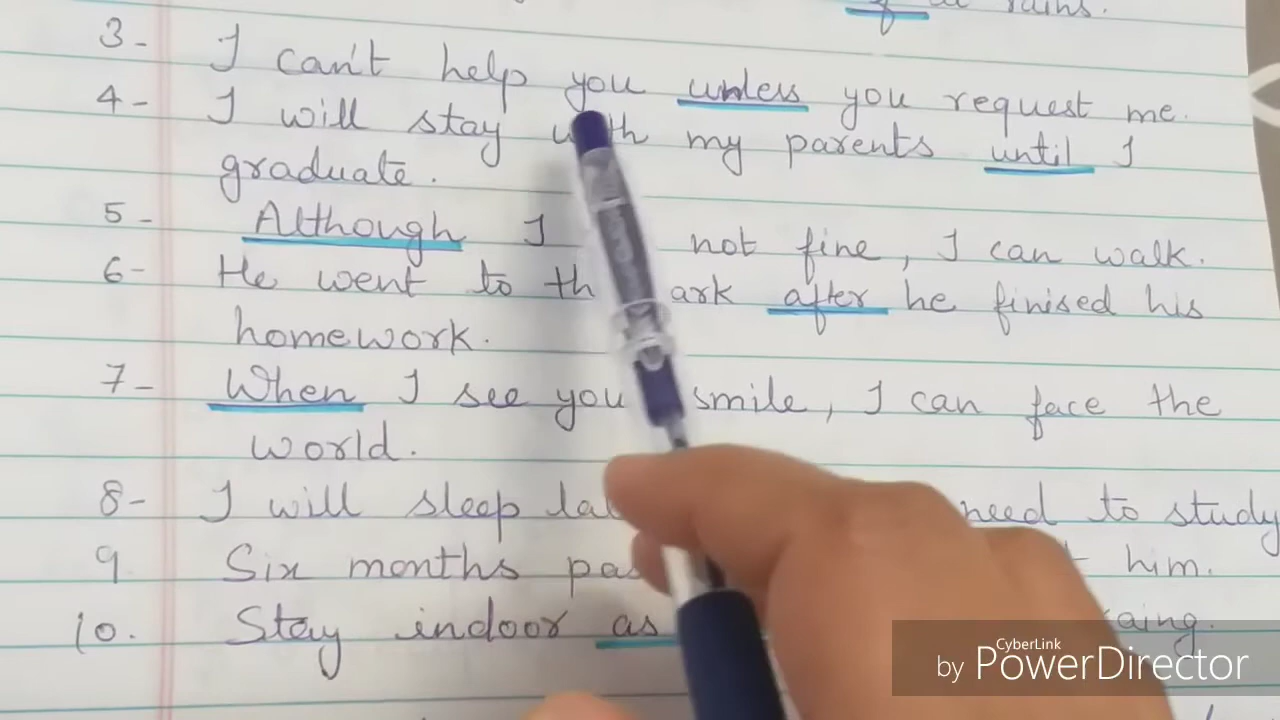 rains.
3- I can't help you unless you request me.
4- I will stay with my parents until I
graduate.
5- Although I not fine, I can walk.
6- He went to after he finised his
homework.
7- When I see you smile, I can face the
world.
8- I will sleep need to study
9 Six months him.
10. Stay indoor as
CyberLink
by PowerDirector